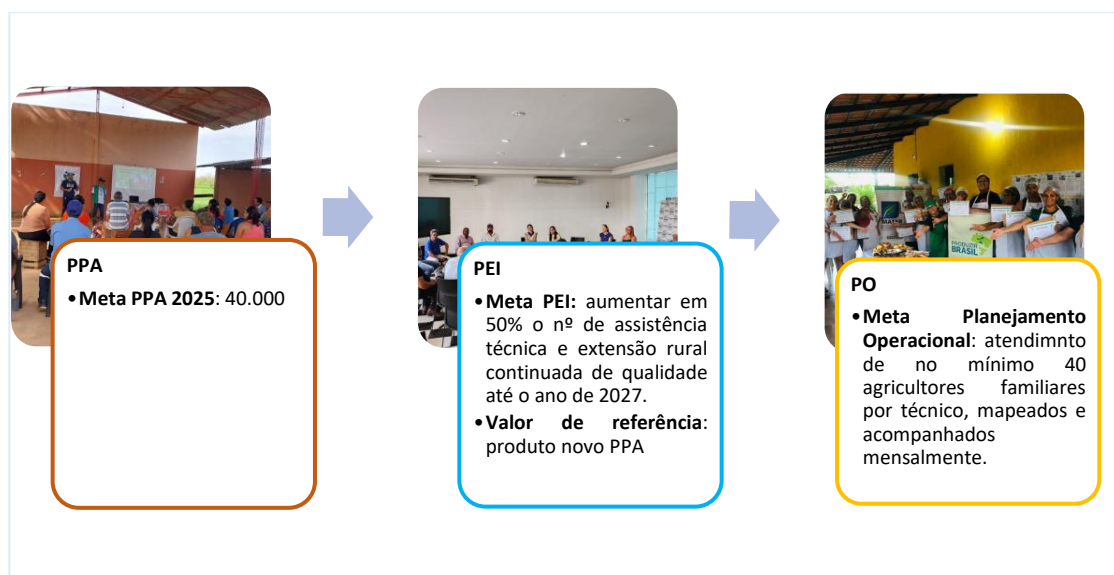 PPA
•Meta PPA 2025: 40.000
PEI
•Meta PEI: aumentar em
50% o nº de assistência
técnica e extensão rural
continuada de qualidade
até o ano de 2027.
•Valor de referência:
produto novo PPA
PRODUZIR
BRASIL
PO
•Meta Planejamento
Operacional: atendimnto
de no mínimo 40
agricultores familiares
por técnico, mapeados e
acompanhados
mensalmente.